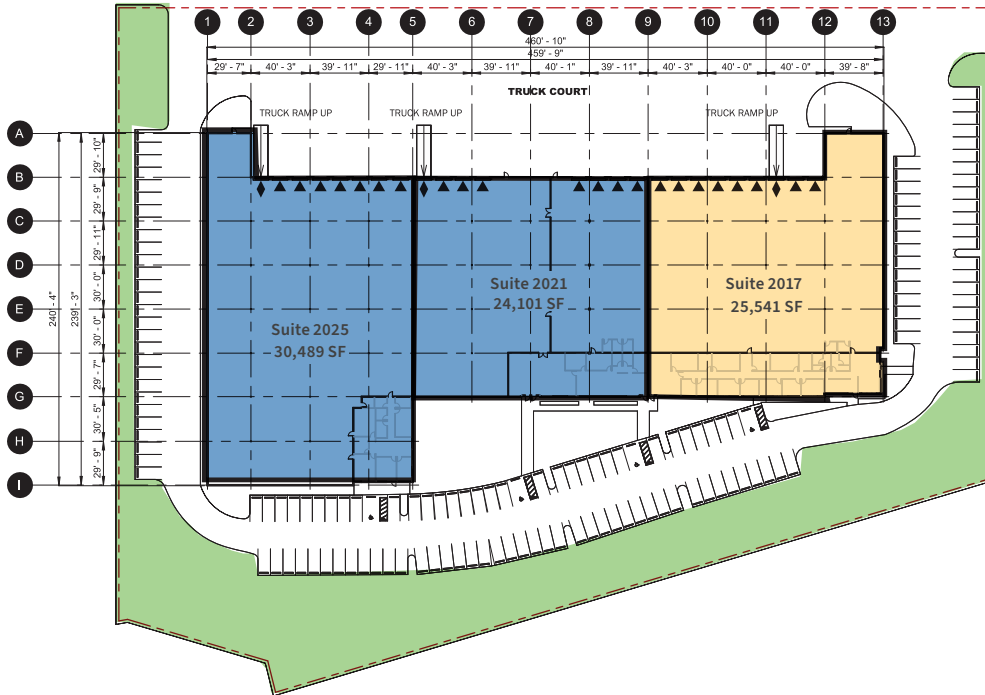 1 2 3 4 5 6 7 8 9 10 11 12 13
460' - 10"
459' - 9"
29' - 7" 40' - 3" 39' - 11" 29' - 11" 40' - 3" 39' - 11" 40' - 1" 39' - 11" 40' - 3" 40' - 0" 40' - 0" 39' - 8"
TRUCK COURT
TRUCK RAMP UP TRUCK RAMP UP TRUCK RAMP UP
A
B
C
D
E
F
G
H
I
240' - 4"
239' - 3"
29' - 10"
29' - 9"
29' - 11"
30' - 0"
30' - 0"
29' - 7"
30' - 5"
29' - 9"
Suite 2025
30,489 SF
Suite 2021
24,101 SF
Suite 2017
25,541 SF